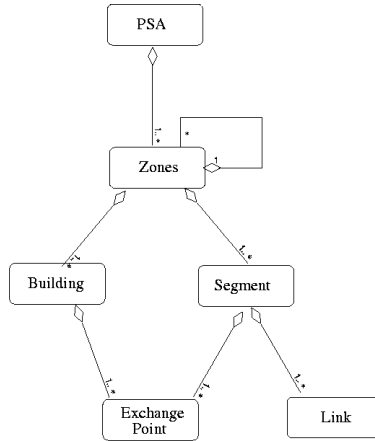 PSA
1..*
*
1
Zones
1..*
1..*
Building
Segment
1..*
1..*
1..*
Exchange
Point
Link